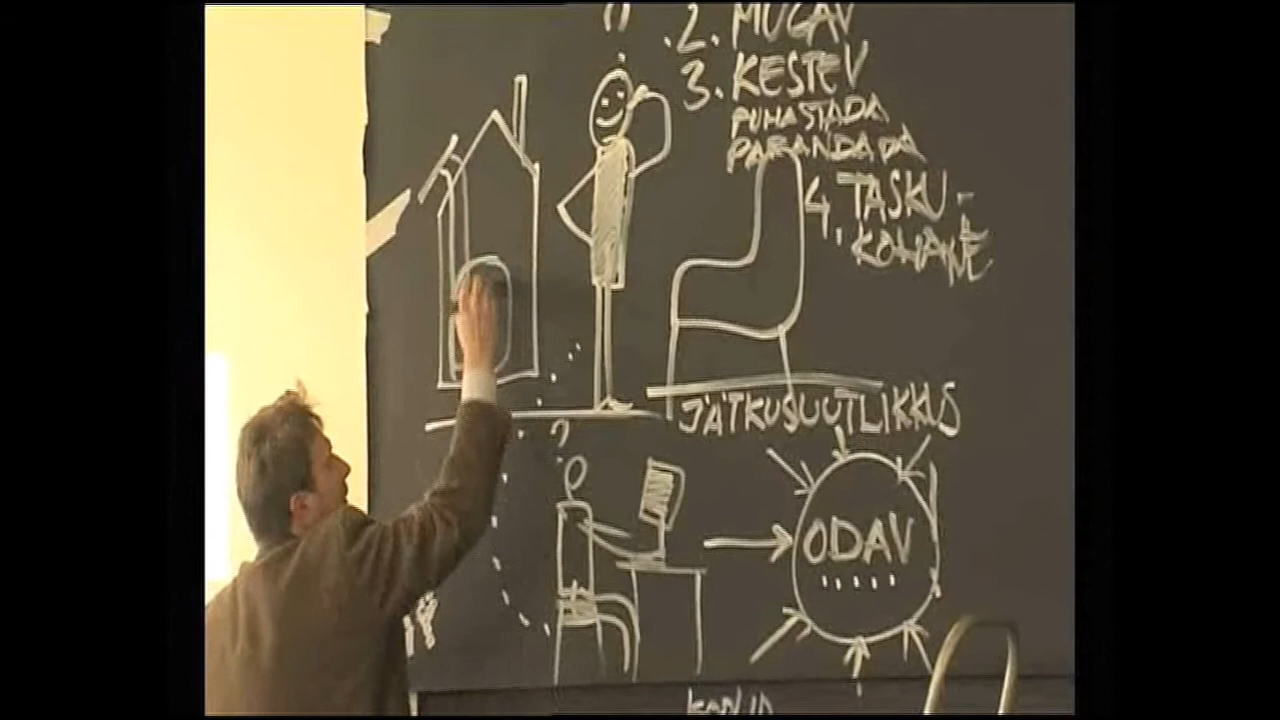 2. MUGAV
3. KESTEV
PUHASTADA
PARANDADA
4. TASKU-
KOHANE
JÄTKUSUUTLIKKUS
?
ODAV